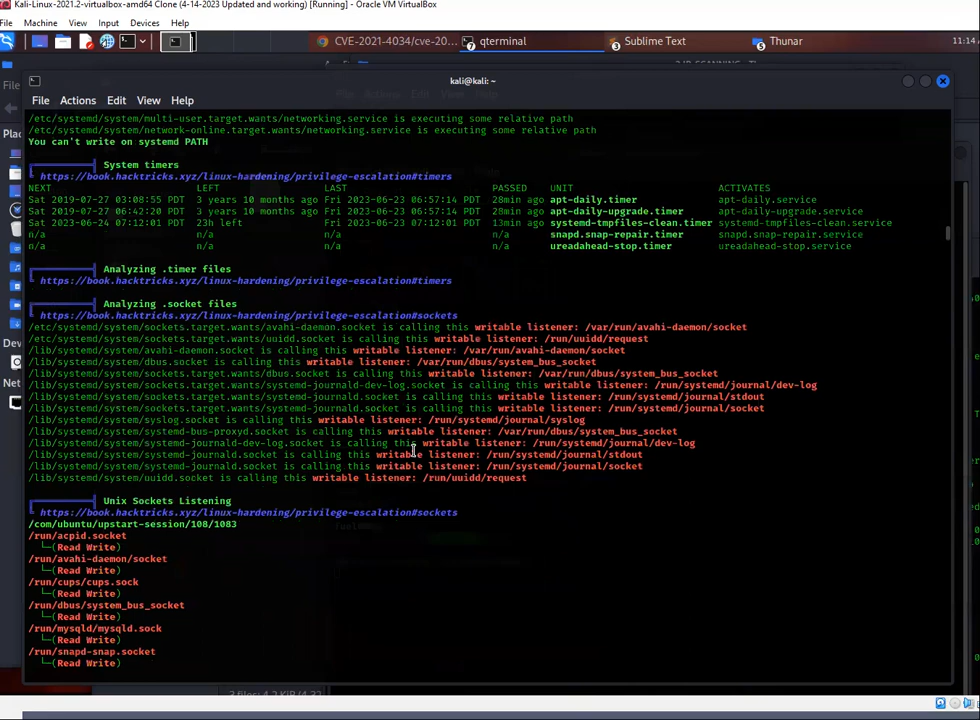 Kali-Linux-2021.2-virtualbox-amd64 Clone (4-14-2023 Updated and working) [Running] - Oracle VM VirtualBox
File Machine View Input Devices Help
CVE-2021-4034/cve-20... qterminal Sublime Text Thunar 11:14
7 3 5
kali@kali: ~
File Actions Edit View Help
/etc/systemd/system/multi-user.target.wants/networking.service is executing some relative path
/etc/systemd/system/network-online.target.wants/networking.service is executing some relative path
You can't write on systemd PATH
System timers
https://book.hacktricks.xyz/linux-hardening/privilege-escalation#timers
NEXT LEFT LAST PASSED UNIT ACTIVATES
Sat 2019-07-27 03:08:55 PDT 3 years 10 months ago Fri 2023-06-23 06:57:14 PDT 28min ago apt-daily.timer apt-daily.service
Sat 2019-07-27 06:42:20 PDT 3 years 10 months ago Fri 2023-06-23 06:57:14 PDT 28min ago apt-daily-upgrade.timer apt-daily-upgrade.service
Sat 2023-06-24 07:12:01 PDT 23h left Fri 2023-06-23 07:12:01 PDT 13min ago systemd-tmpfiles-clean.timer systemd-tmpfiles-clean.service
n/a n/a n/a n/a snapd.snap-repair.timer snapd.snap-repair.service
n/a n/a n/a n/a ureadahead-stop.timer ureadahead-stop.service
Analyzing .timer files
https://book.hacktricks.xyz/linux-hardening/privilege-escalation#timers
Analyzing .socket files
https://book.hacktricks.xyz/linux-hardening/privilege-escalation#sockets
/etc/systemd/system/sockets.target.wants/avahi-daemon.socket is calling this writable listener: /var/run/avahi-daemon/socket
/etc/systemd/system/sockets.target.wants/uuidd.socket is calling this writable listener: /run/uuidd/request
/lib/systemd/system/avahi-daemon.socket is calling this writable listener: /var/run/avahi-daemon/socket
/lib/systemd/system/dbus.socket is calling this writable listener: /var/run/dbus/system_bus_socket
/lib/systemd/system/sockets.target.wants/dbus.socket is calling this writable listener: /var/run/dbus/system_bus_socket
/lib/systemd/system/sockets.target.wants/systemd-journald-dev-log.socket is calling this writable listener: /run/systemd/journal/dev-log
/lib/systemd/system/sockets.target.wants/systemd-journald.socket is calling this writable listener: /run/systemd/journal/stdout
/lib/systemd/system/sockets.target.wants/systemd-journald.socket is calling this writable listener: /run/systemd/journal/socket
/lib/systemd/system/syslog.socket is calling this writable listener: /run/systemd/journal/syslog
/lib/systemd/system/systemd-bus-proxyd.socket is calling this writable listener: /var/run/dbus/system_bus_socket
/lib/systemd/system/systemd-journald-dev-log.socket is calling this writable listener: /run/systemd/journal/dev-log
/lib/systemd/system/systemd-journald.socket is calling this writable listener: /run/systemd/journal/stdout
/lib/systemd/system/systemd-journald.socket is calling this writable listener: /run/systemd/journal/socket
/lib/systemd/system/uuidd.socket is calling this writable listener: /run/uuidd/request
Unix Sockets Listening
https://book.hacktricks.xyz/linux-hardening/privilege-escalation#sockets
/com/ubuntu/upstart-session/108/1083
/run/acpid.socket
└─(Read Write)
/run/avahi-daemon/socket
└─(Read Write)
/run/cups/cups.sock
└─(Read Write)
/run/dbus/system_bus_socket
└─(Read Write)
/run/mysqld/mysqld.sock
└─(Read Write)
/run/snapd-snap.socket
└─(Read Write)